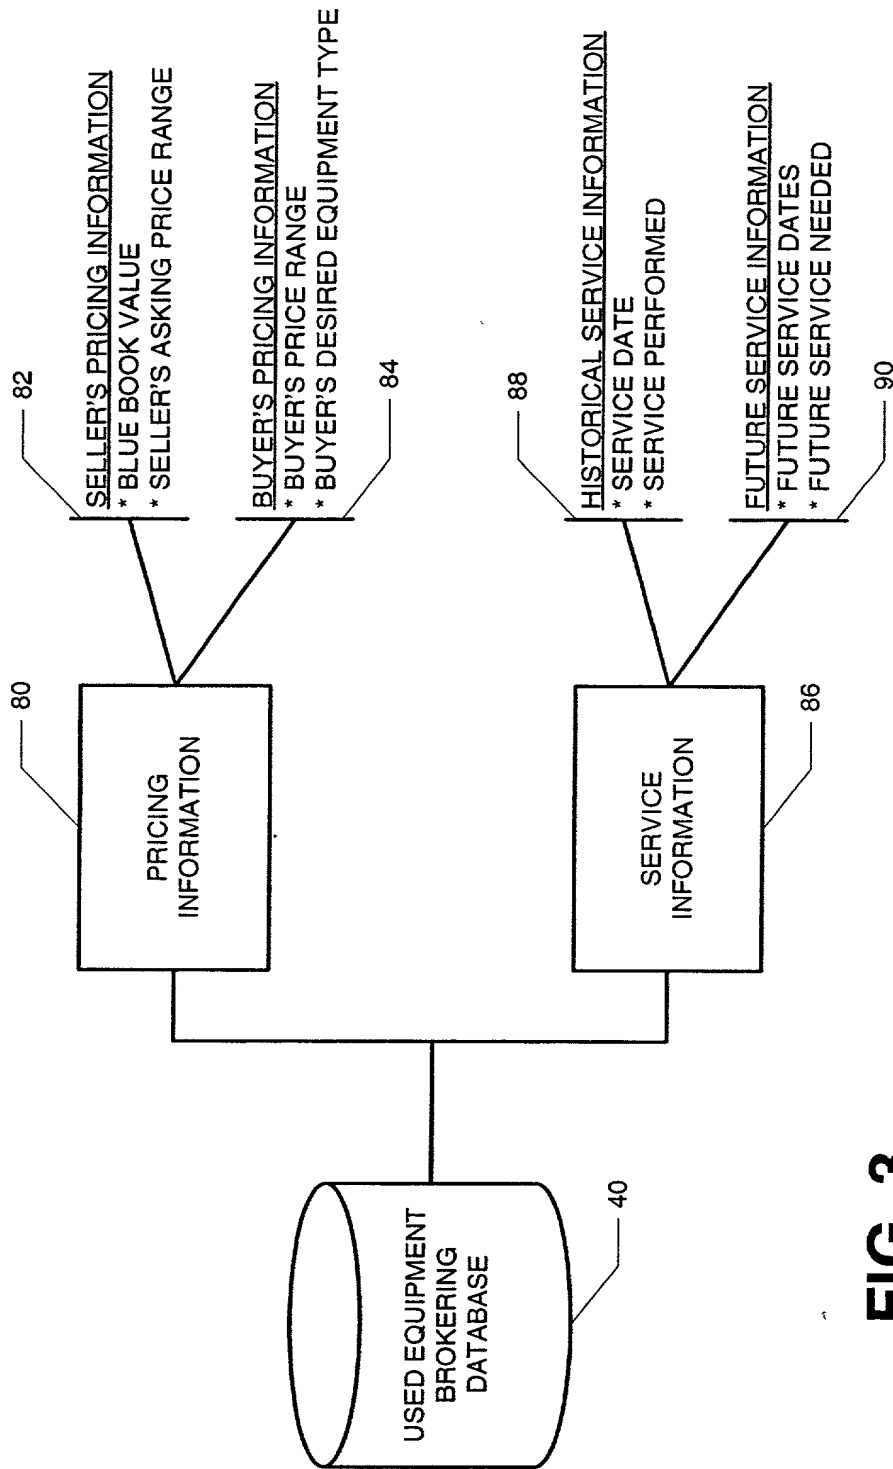 82
SELLER'S PRICING INFORMATION
* BLUE BOOK VALUE
* SELLER'S ASKING PRICE RANGE
80
PRICING
INFORMATION
BUYER'S PRICING INFORMATION
* BUYER'S PRICE RANGE
* BUYER'S DESIRED EQUIPMENT TYPE
84
USED EQUIPMENT
BROKERING
DATABASE
40
88
HISTORICAL SERVICE INFORMATION
* SERVICE DATE
* SERVICE PERFORMED
SERVICE
INFORMATION
86
FUTURE SERVICE INFORMATION
* FUTURE SERVICE DATES
* FUTURE SERVICE NEEDED
90
FIG. 3